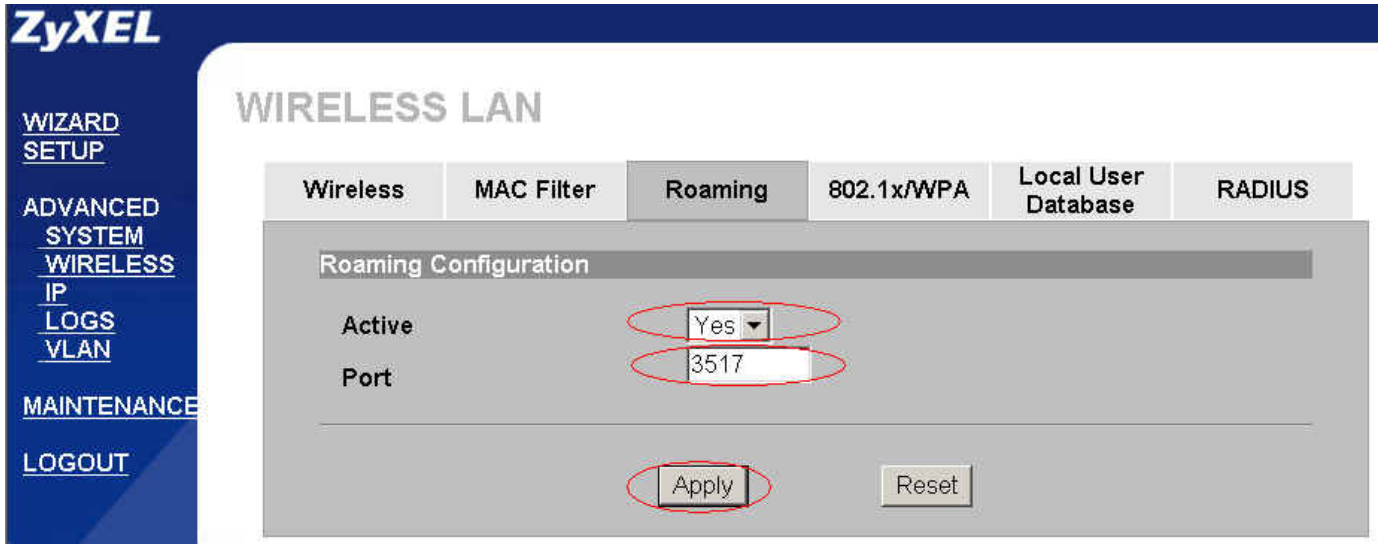 ZyXEL
WIZARD
SETUP
ADVANCED
SYSTEM
WIRELESS
IP
LOGS
VLAN
MAINTENANCE
LOGOUT
WIRELESS LAN
Wireless
MAC Filter
Roaming
802.1x/WPA
Local User
Database
RADIUS
Roaming Configuration
Active
Yes
Port
3517
Apply
Reset